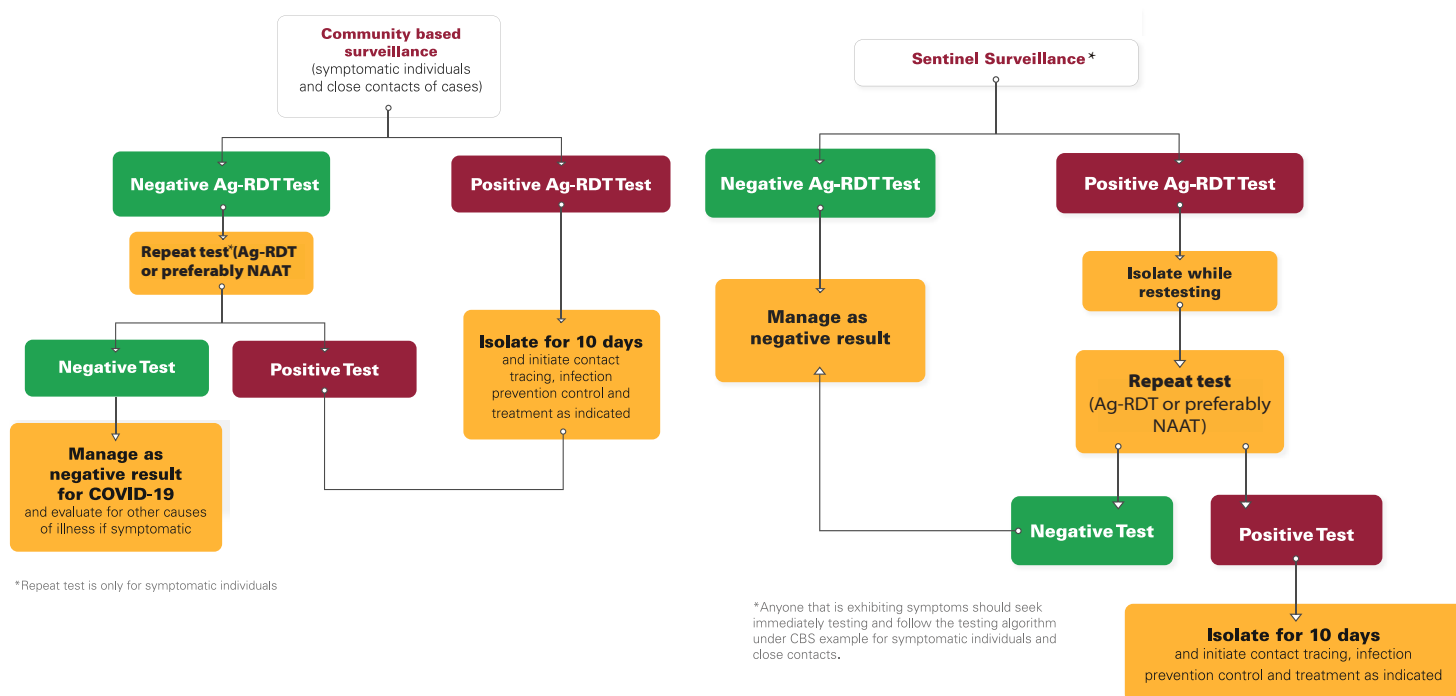 Community based
surveillance
(symptomatic individuals
and close contacts of cases)
Negative Ag-RDT Test
Positive Ag-RDT Test
Repeat test*(Ag-RDT
or preferably NAAT
Negative Test
Positive Test
Isolate for 10 days
and initiate contact
tracing, infection
prevention control and
treatment as indicated
Manage as
negative result
for COVID-19
and evaluate for other causes
of illness if symptomatic
*Repeat test is only for symptomatic individuals
Sentinel Surveillance*
Negative Ag-RDT Test
Positive Ag-RDT Test
Manage as
negative result
Isolate while
restesting
Repeat test
(Ag-RDT or preferably
NAAT)
Negative Test
Positive Test
Isolate for 10 days
and initiate contact tracing, infection
prevention control and treatment as indicated
*Anyone that is exhibiting symptoms should seek
immediately testing and follow the testing algorithm
under CBS example for symptomatic individuals and
close contacts.